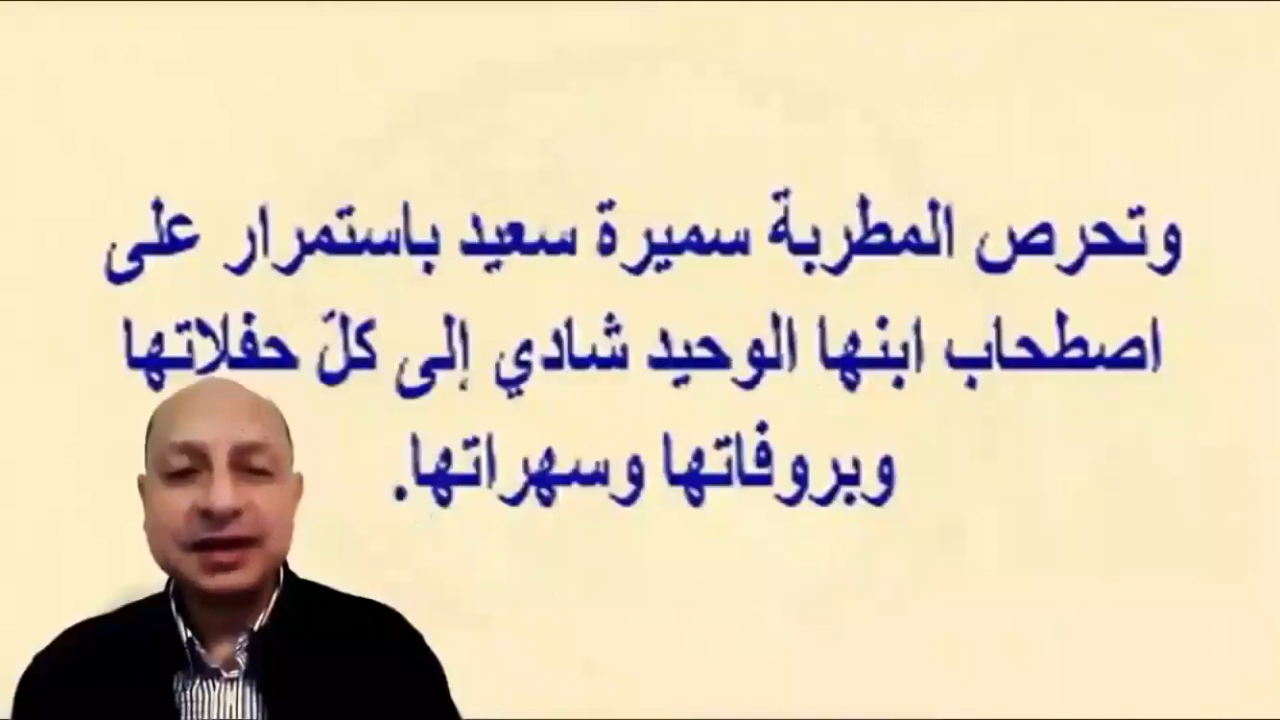 وتحرص المطربة سميرة سعيد باستمرار على
اصطحاب ابنها الوحيد شادي إلى كلّ حفلاتها
وبروفاتها وسهراتها.